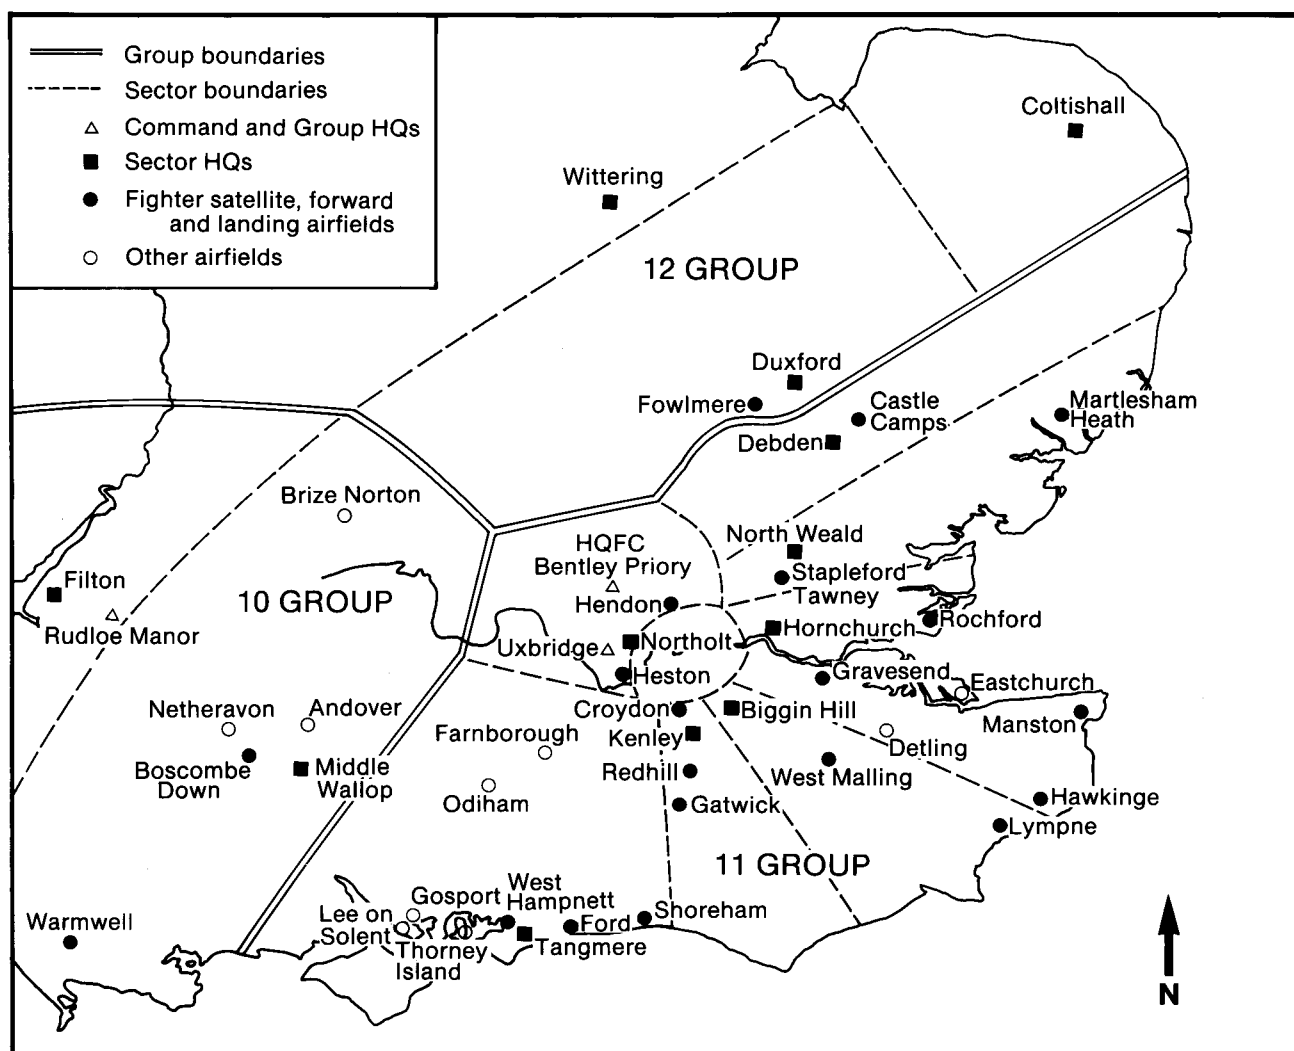 Group boundaries
Sector boundaries
Command and Group HQs
Sector HQs
Fighter satellite, forward
and landing airfields
Other airfields
Coltishall
Wittering
12 GROUP
Duxford
Fowlmere
Castle
Camps
Martlesham
Heath
Debden
Brize Norton
North Weald
HQFC
Bentley Priory
Stapleford
Tawney
Filton
10 GROUP
Hendon
Rudloe Manor
Rochford
Hornchurch
Northolt
Uxbridge
Heston
Gravesend
Eastchurch
Netheravon
Andover
Croydon
Biggin Hill
Manston
Farnborough
Kenley
Detling
Boscombe
Down
Middle
Wallop
Redhill
West Malling
Odiham
Gatwick
Hawkinge
Lympne
11 GROUP
Gosport
West
Hampnett
Warmwell
Lee on
Solent
Ford
Shoreham
Thorney
Island
Tangmere
N